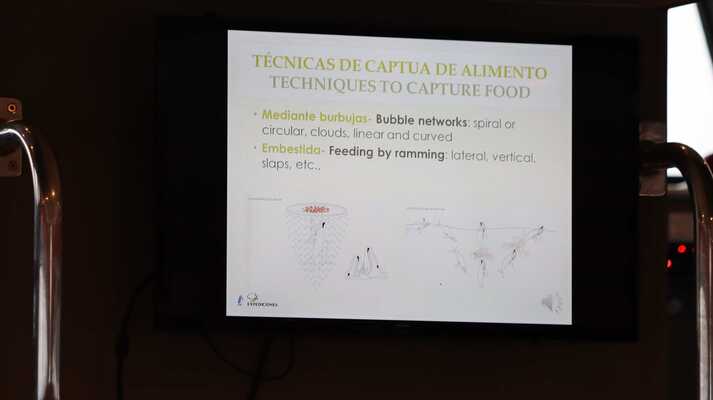 TÉCNICAS DE CAPTUA DE ALIMENTO
TECHNIQUES TO CAPTURE FOOD
• Mediante burbujas- Bubble networks: spiral or
circular, clouds, linear and curved
• Embestida- Feeding by ramming: lateral, vertical,
slaps, etc.,
EXPEDICIONES